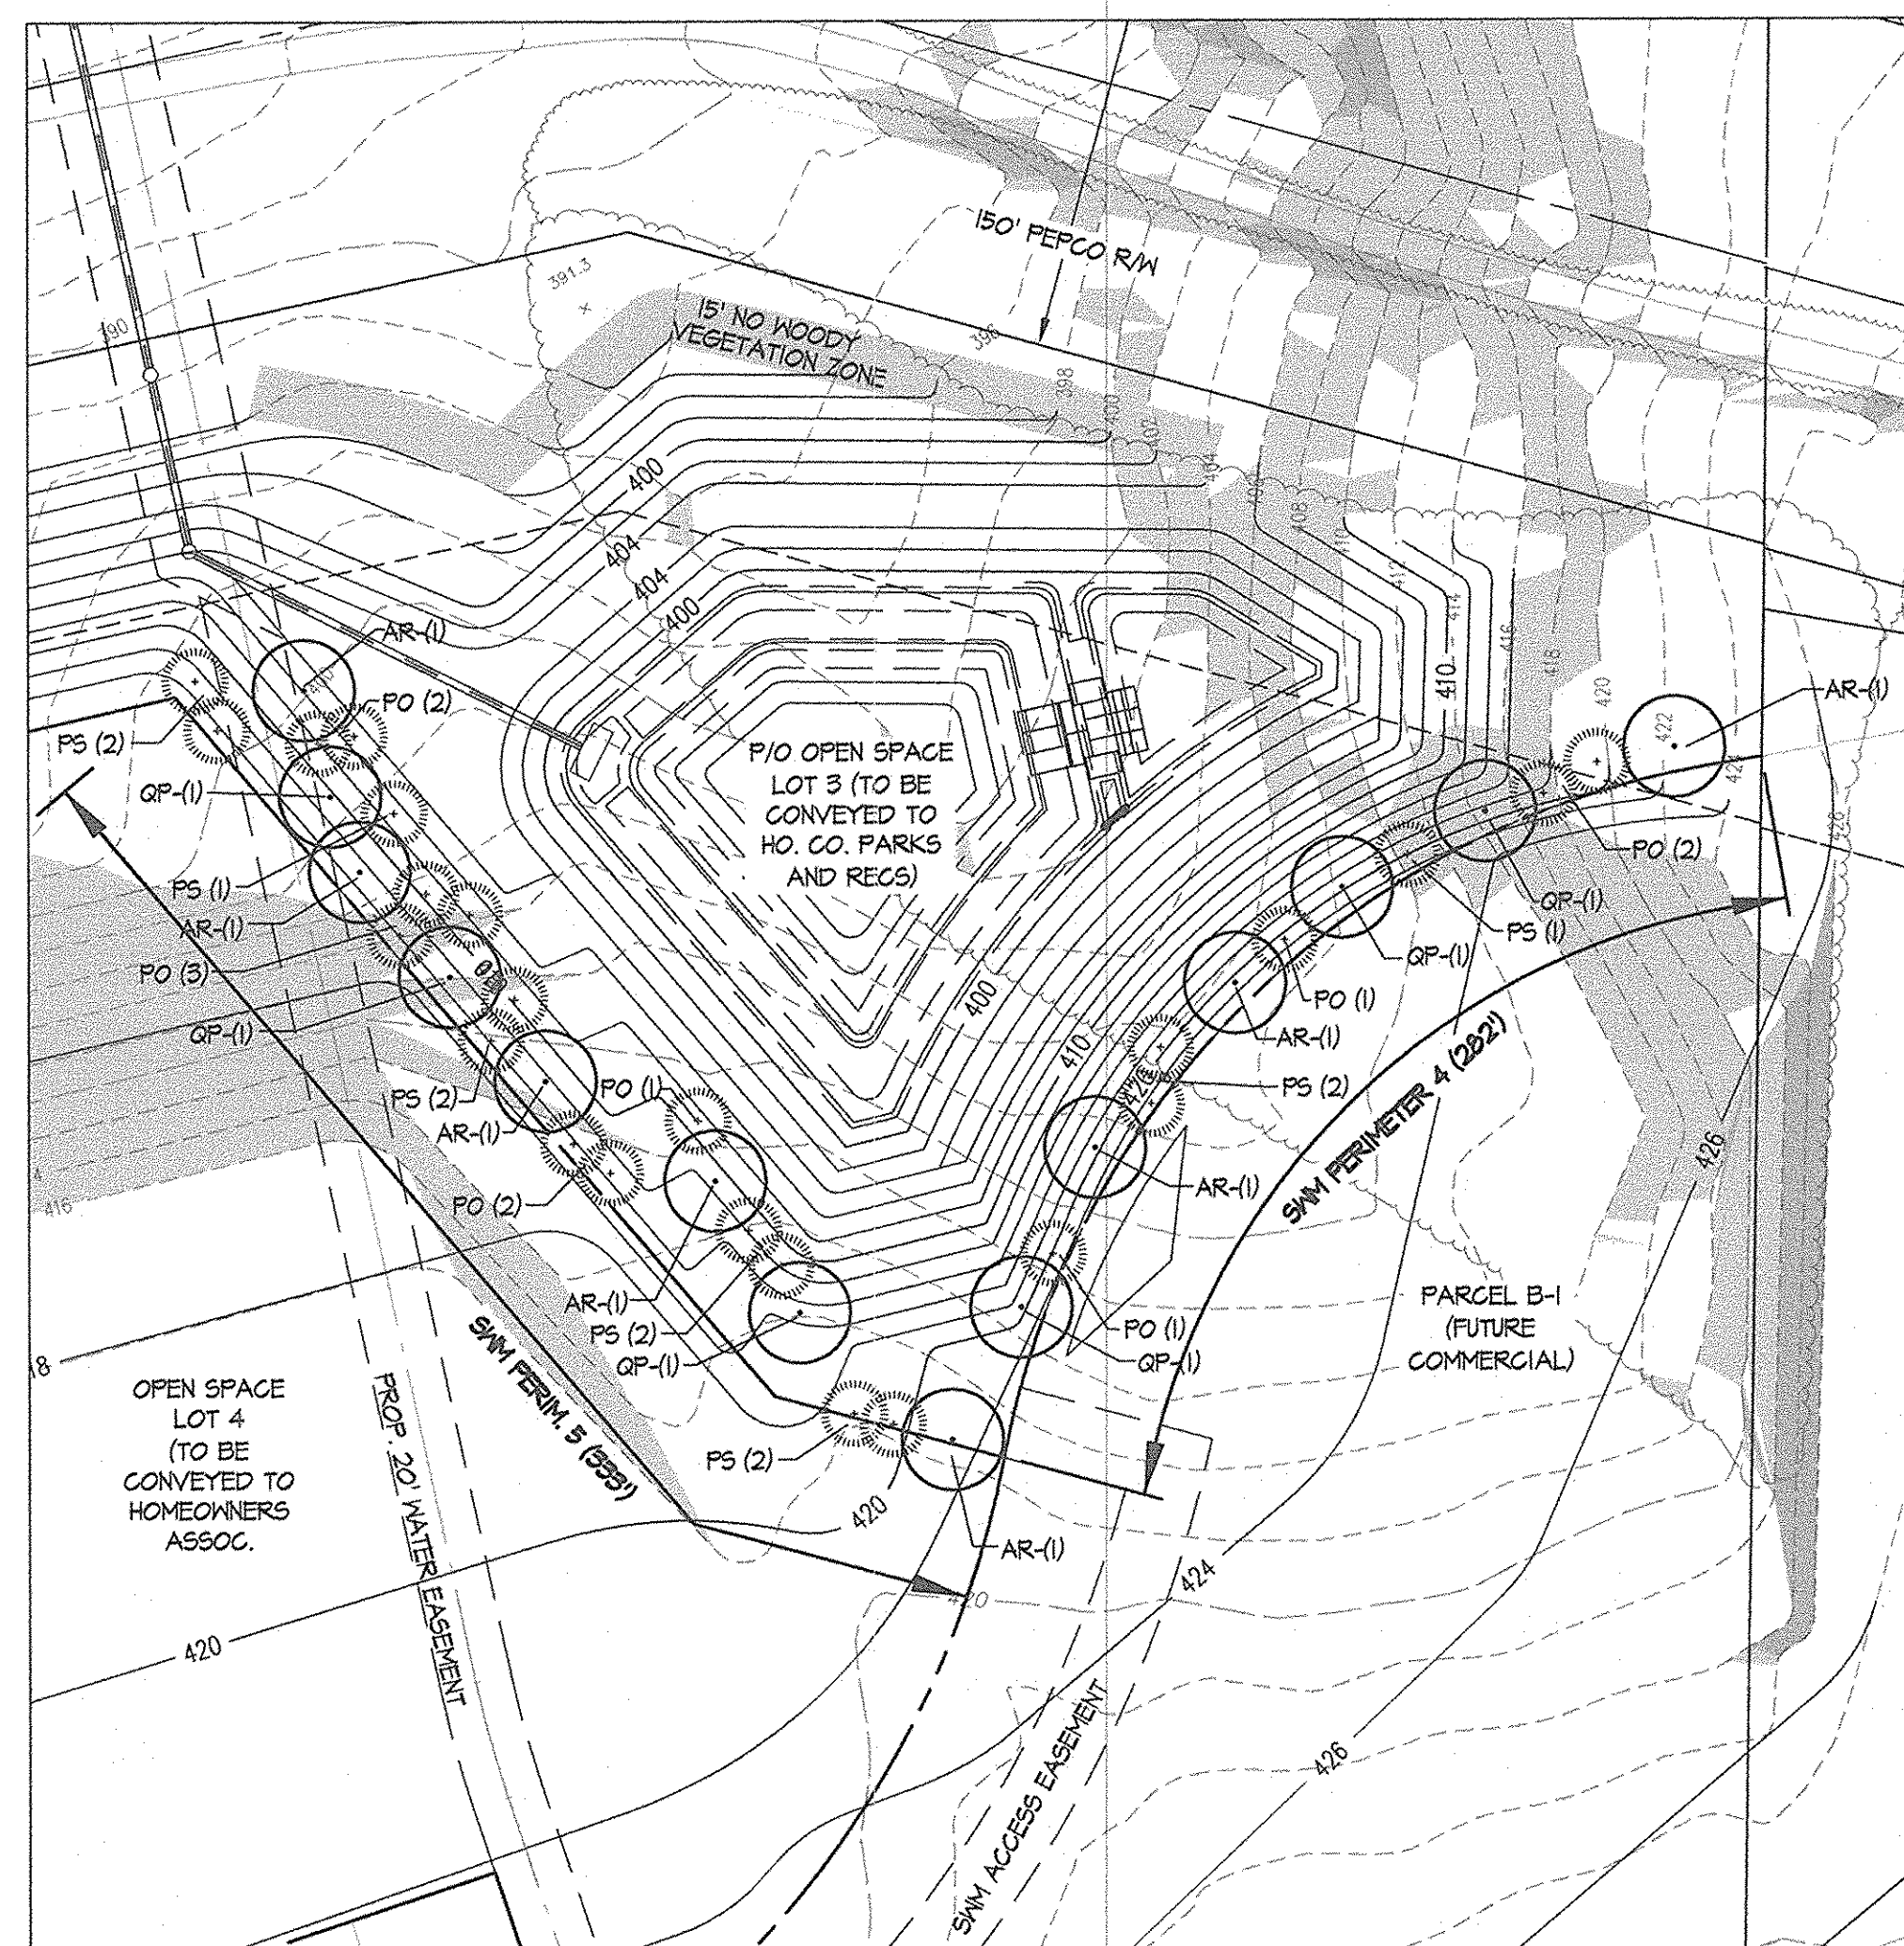 150' PEPCO R/W
391.3
390
15' NO WOODY
VEGETATION ZONE
396
398
400
402
404
400
408
404
404
400
412
414
416
410
418
420
422
428
AR-(1)
PO (2)
PS (2)
QP-(1)
PS (1)
AR-(1)
PO (3)
QP-(1)
PS (2)
AR-(1)
PO (1)
PO (2)
AR-(1)
PS (2)
QP-(1)
PS (2)
AR-(1)
P/O OPEN SPACE
LOT 3 (TO BE
CONVEYED TO
HO. CO. PARKS
AND RECS)
AR-(1)
PO (2)
QP-(1)
PS (1)
QP-(1)
PO (1)
AR-(1)
PS (2)
AR-(1)
PO (1)
QP-(1)
400
410
420
SWM PERIMETER 4 (282')
426
416
4
18
SWM PERIM. 5 (333')
PARCEL B-1
(FUTURE
COMMERCIAL)
OPEN SPACE
LOT 4
(TO BE
CONVEYED TO
HOMEOWNERS
ASSOC.
PROP. 20' WATER EASEMENT
420
420
424
420
426
SWM ACCESS EASEMENT